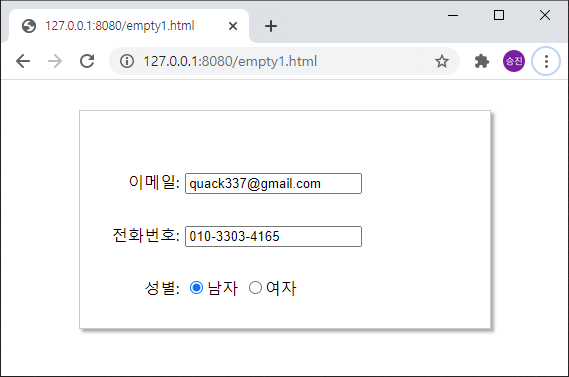 127.0.0.1:8080/empty1.html
127.0.0.1:8080/empty1.html
승진
이메일: quack337@gmail.com
전화번호: 010-3303-4165
성별: 남자 여자